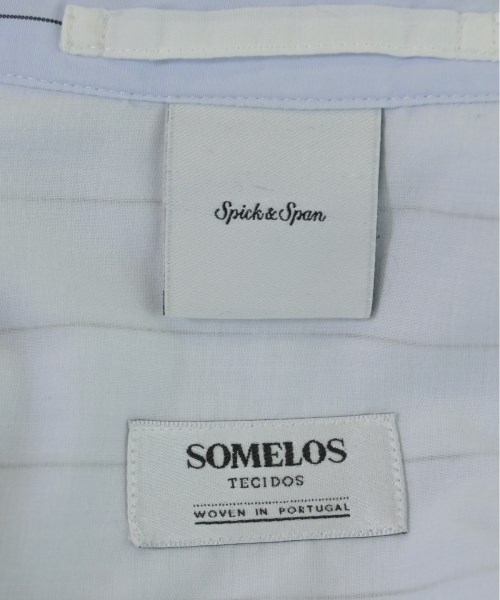 Spick & Span
SOMELOS
TECIDOS
WOVEN IN PORTUGAL